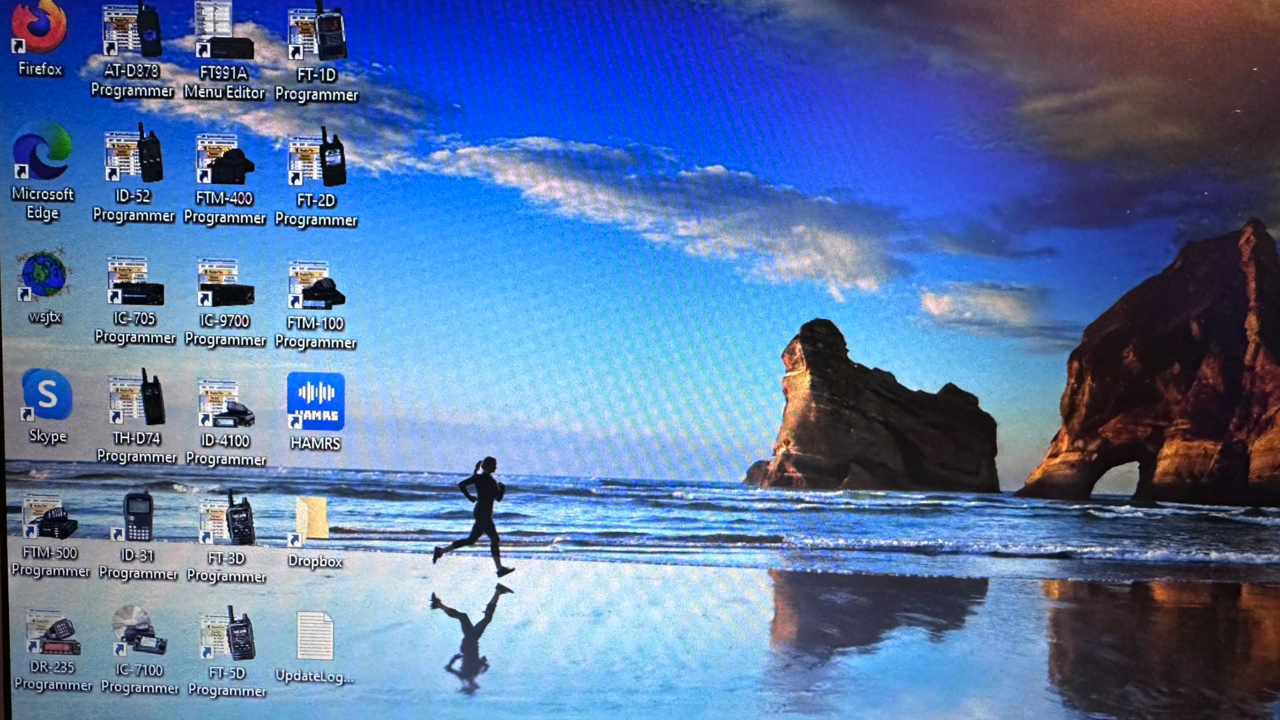 Firefox
AT-D878
Programmer
FT991A
Menu Editor
FT-1D
Programmer
Microsoft
Edge
ID-52
Programmer
FTM-400
Programmer
FT-2D
Programmer
wsjtx
IC-705
Programmer
IC-9700
Programmer
FTM-100
Programmer
S
Skype
TH-D74
Programmer
ID-4100
Programmer
HAMRS
HAMRS
FTM-500
Programmer
ID-31
Programmer
FT-3D
Programmer
Dropbox
DR-235
Programmer
IC-7100
Programmer
FT-5D
Programmer
UpdateLog...